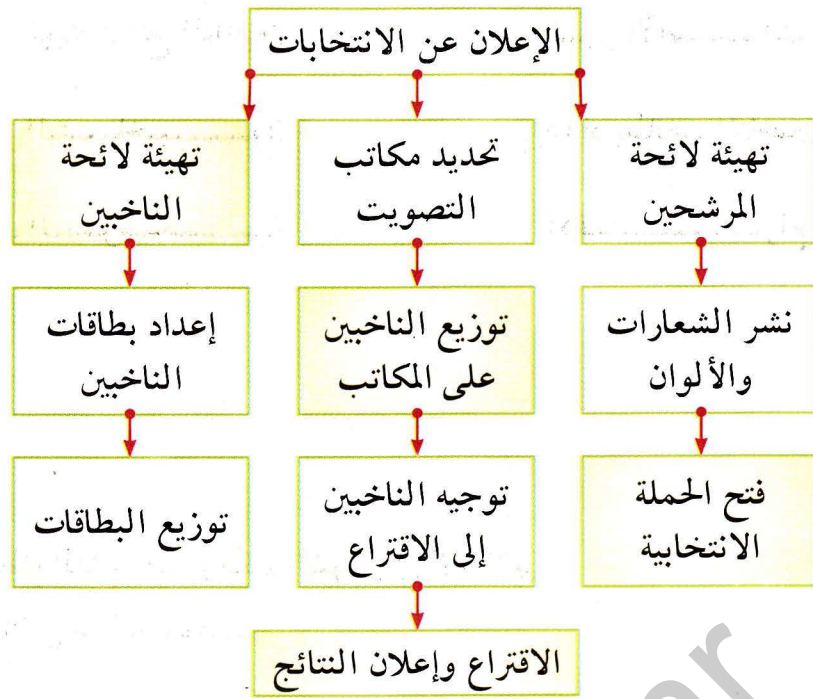 الإعلان عن الانتخابات
تهيئة لائحة
المرشحين
تحديد مكاتب
التصويت
تهيئة لائحة
الناخبين
نشر الشعارات
والألوان
توزيع الناخبين
على المكاتب
إعداد بطاقات
الناخبين
فتح الحملة
الانتخابية
توجيه الناخبين
إلى الاقتراع
توزيع البطاقات
الاقتراع وإعلان النتائج